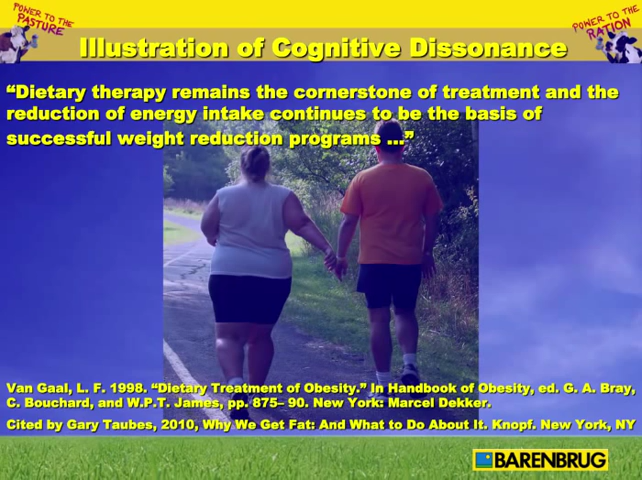 POWER TO THE
PASTURE
POWER TO THE
RATION
Illustration of Cognitive Dissonance
“Dietary therapy remains the cornerstone of treatment and the
reduction of energy intake continues to be the basis of
successful weight reduction programs ...”
Van Gaal, L. F. 1998. “Dietary Treatment of Obesity.” In Handbook of Obesity, ed. G. A. Bray,
C. Bouchard, and W.P.T. James, pp. 875– 90. New York: Marcel Dekker.
Cited by Gary Taubes, 2010, Why We Get Fat: And What to Do About It. Knopf. New York, NY
BARENBRUG